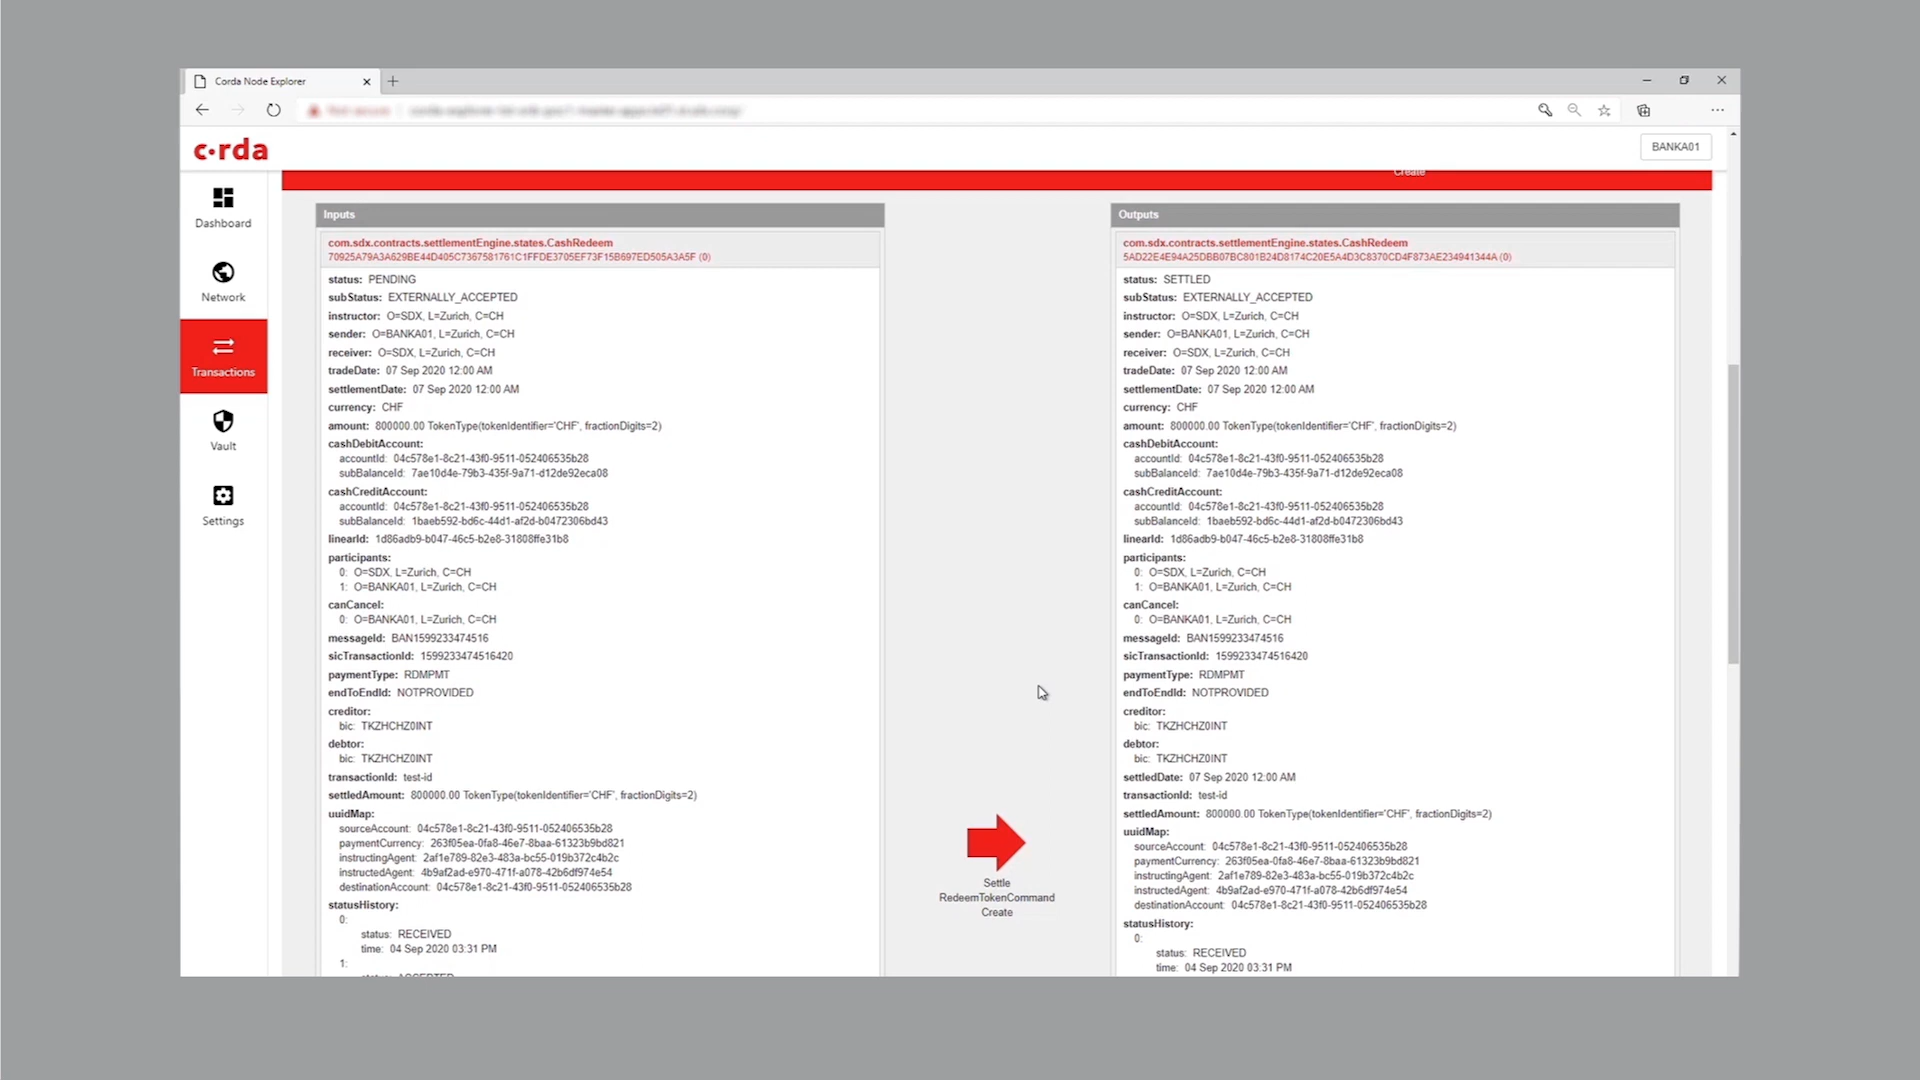 Corda Node Explorer
Not secure
c·rda
BANKA01
Create
Dashboard
Network
Transactions
Vault
Settings
Inputs
com.sdx.contracts.settlementEngine.states.CashRedeem
70925A79A3A629BE44D405C7367581761C1FFDE3705EF73F15B697ED505A3A5F (0)
status: PENDING
subStatus: EXTERNALLY_ACCEPTED
instructor: O=SDX, L=Zurich, C=CH
sender: O=BANKA01, L=Zurich, C=CH
receiver: O=SDX, L=Zurich, C=CH
tradeDate: 07 Sep 2020 12:00 AM
settlementDate: 07 Sep 2020 12:00 AM
currency: CHF
amount: 800000.00 TokenType(tokenIdentifier='CHF', fractionDigits=2)
cashDebitAccount:
accountId: 04c578e1-8c21-43f0-9511-052406535b28
subBalanceId: 7ae10d4e-79b3-435f-9a71-d12de92eca08
cashCreditAccount:
accountId: 04c578e1-8c21-43f0-9511-052406535b28
subBalanceId: 1baeb592-bd6c-44d1-af2d-b0472306bd43
linearId: 1d86adb9-b047-46c5-b2e8-31808ffe31b8
participants:
0: O=SDX, L=Zurich, C=CH
1: O=BANKA01, L=Zurich, C=CH
canCancel:
0: O=BANKA01, L=Zurich, C=CH
messageId: BAN1599233474516
sicTransactionId: 1599233474516420
paymentType: RDMPMT
endToEndId: NOTPROVIDED
creditor:
bic: TKZHCHZ0INT
debtor:
bic: TKZHCHZ0INT
transactionId: test-id
settledAmount: 800000.00 TokenType(tokenIdentifier='CHF', fractionDigits=2)
uuidMap:
sourceAccount: 04c578e1-8c21-43f0-9511-052406535b28
paymentCurrency: 263f05ea-0fa8-46e7-8baa-61323b9bd821
instructingAgent: 2af1e789-82e3-483a-bc55-019b372c4b2c
instructedAgent: 4b9af2ad-e970-471f-a078-42b6df974e54
destinationAccount: 04c578e1-8c21-43f0-9511-052406535b28
statusHistory:
0:
status: RECEIVED
time: 04 Sep 2020 03:31 PM
1:
status: ACCEPTED
Settle
RedeemTokenCommand
Create
Outputs
com.sdx.contracts.settlementEngine.states.CashRedeem
5AD22E4E94A25DBB07BC801B24D8174C20E5A4D3C8370CD4F873AE234941344A (0)
status: SETTLED
subStatus: EXTERNALLY_ACCEPTED
instructor: O=SDX, L=Zurich, C=CH
sender: O=BANKA01, L=Zurich, C=CH
receiver: O=SDX, L=Zurich, C=CH
tradeDate: 07 Sep 2020 12:00 AM
settlementDate: 07 Sep 2020 12:00 AM
currency: CHF
amount: 800000.00 TokenType(tokenIdentifier='CHF', fractionDigits=2)
cashDebitAccount:
accountId: 04c578e1-8c21-43f0-9511-052406535b28
subBalanceId: 7ae10d4e-79b3-435f-9a71-d12de92eca08
cashCreditAccount:
accountId: 04c578e1-8c21-43f0-9511-052406535b28
subBalanceId: 1baeb592-bd6c-44d1-af2d-b0472306bd43
linearId: 1d86adb9-b047-46c5-b2e8-31808ffe31b8
participants:
0: O=SDX, L=Zurich, C=CH
1: O=BANKA01, L=Zurich, C=CH
canCancel:
0: O=BANKA01, L=Zurich, C=CH
messageId: BAN1599233474516
sicTransactionId: 1599233474516420
paymentType: RDMPMT
endToEndId: NOTPROVIDED
creditor:
bic: TKZHCHZ0INT
debtor:
bic: TKZHCHZ0INT
settledDate: 07 Sep 2020 12:00 AM
transactionId: test-id
settledAmount: 800000.00 TokenType(tokenIdentifier='CHF', fractionDigits=2)
uuidMap:
sourceAccount: 04c578e1-8c21-43f0-9511-052406535b28
paymentCurrency: 263f05ea-0fa8-46e7-8baa-61323b9bd821
instructingAgent: 2af1e789-82e3-483a-bc55-019b372c4b2c
instructedAgent: 4b9af2ad-e970-471f-a078-42b6df974e54
destinationAccount: 04c578e1-8c21-43f0-9511-052406535b28
statusHistory:
0:
status: RECEIVED
time: 04 Sep 2020 03:31 PM